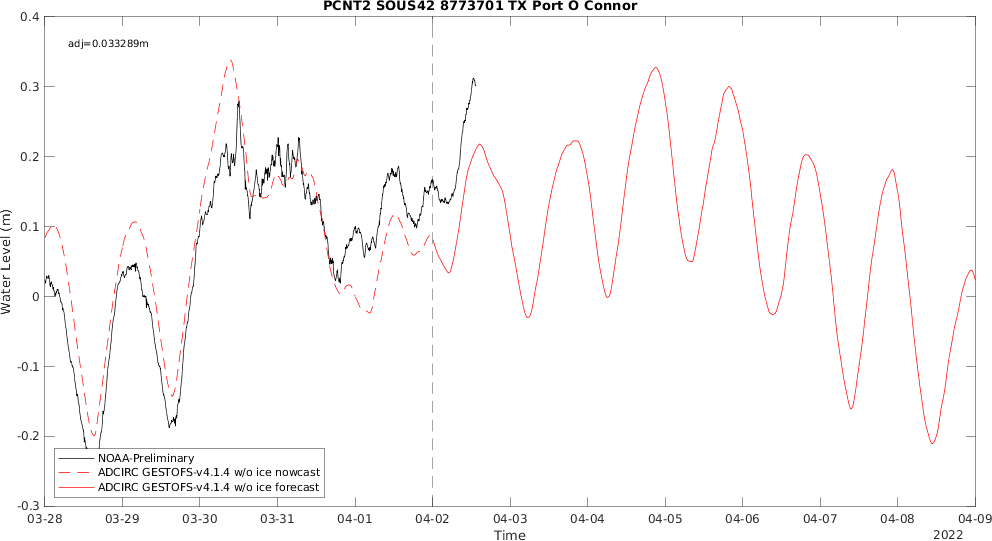 PCNT2 SOUS42 8773701 TX Port O Connor
adj=0.033289m
0.4
0.3
0.2
0.1
0
-0.1
-0.2
-0.3
Water Level (m)
NOAA-Preliminary
ADCIRC GESTOFS-v4.1.4 w/o ice nowcast
ADCIRC GESTOFS-v4.1.4 w/o ice forecast
03-28 03-29 03-30 03-31 04-01 04-02 04-03 04-04 04-05 04-06 04-07 04-08 04-09
Time
2022